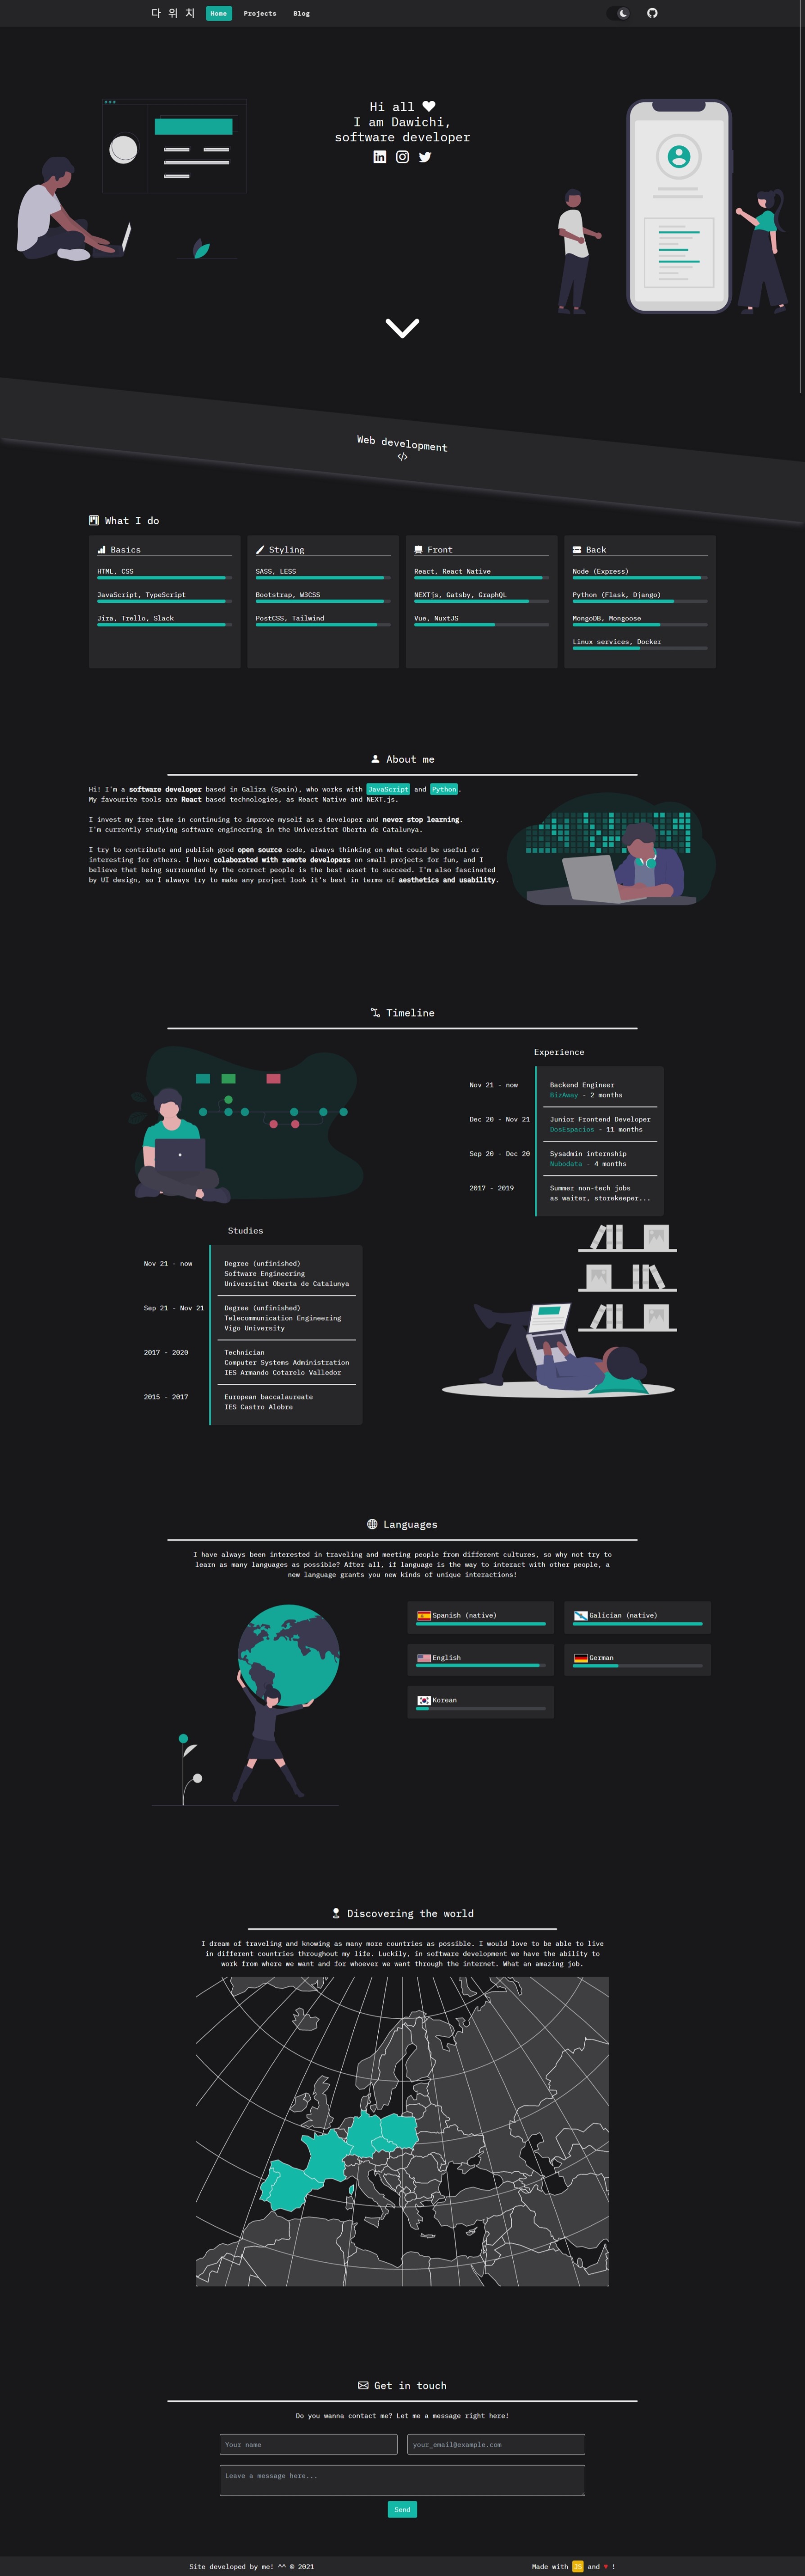 다 위 치 Home Projects Blog
Hi all
I am Dawichi,
software developer
Web development
</>
What I do
Basics
HTML, CSS
JavaScript, TypeScript
Jira, Trello, Slack
Styling
SASS, LESS
Bootstrap, W3CSS
PostCSS, Tailwind
Front
React, React Native
NEXTjs, Gatsby, GraphQL
Vue, NuxtJS
Back
Node (Express)
Python (Flask, Django)
MongoDB, Mongoose
Linux services, Docker
About me
Hi! I'm a software developer based in Galiza (Spain), who works with JavaScript and Python.
My favourite tools are React based technologies, as React Native and NEXT.js.
I invest my free time in continuing to improve myself as a developer and never stop learning.
I'm currently studying software engineering in the Universitat Oberta de Catalunya.
I try to contribute and publish good open source code, always thinking on what could be useful or
interesting for others. I have colaborated with remote developers on small projects for fun, and I
believe that being surrounded by the correct people is the best asset to succeed. I'm also fascinated
by UI design, so I always try to make any project look it's best in terms of aesthetics and usability.
Timeline
Experience
Nov 21 - now
Backend Engineer
BizAway - 2 months
Dec 20 - Nov 21
Junior Frontend Developer
DosEspacios - 11 months
Sep 20 - Dec 20
Sysadmin internship
Nubodata - 4 months
2017 - 2019
Summer non-tech jobs
as waiter, storekeeper...
Studies
Nov 21 - now
Degree (unfinished)
Software Engineering
Universitat Oberta de Catalunya
Sep 21 - Nov 21
Degree (unfinished)
Telecommunication Engineering
Vigo University
2017 - 2020
Technician
Computer Systems Administration
IES Armando Cotarelo Valledor
2015 - 2017
European baccalaureate
IES Castro Alobre
Languages
I have always been interested in traveling and meeting people from different cultures, so why not try to
learn as many languages as possible? After all, if language is the way to interact with other people, a
new language grants you new kinds of unique interactions!
Spanish (native)
Galician (native)
English
German
Korean
Discovering the world
I dream of traveling and knowing as many more countries as possible. I would love to be able to live
in different countries throughout my life. Luckily, in software development we have the ability to
work from where we want and for whoever we want through the internet. What an amazing job.
Get in touch
Do you wanna contact me? Let me a message right here!
Your name
your_email@example.com
Leave a message here...
Send
Site developed by me! ^^ © 2021
Made with JS and ♥ !